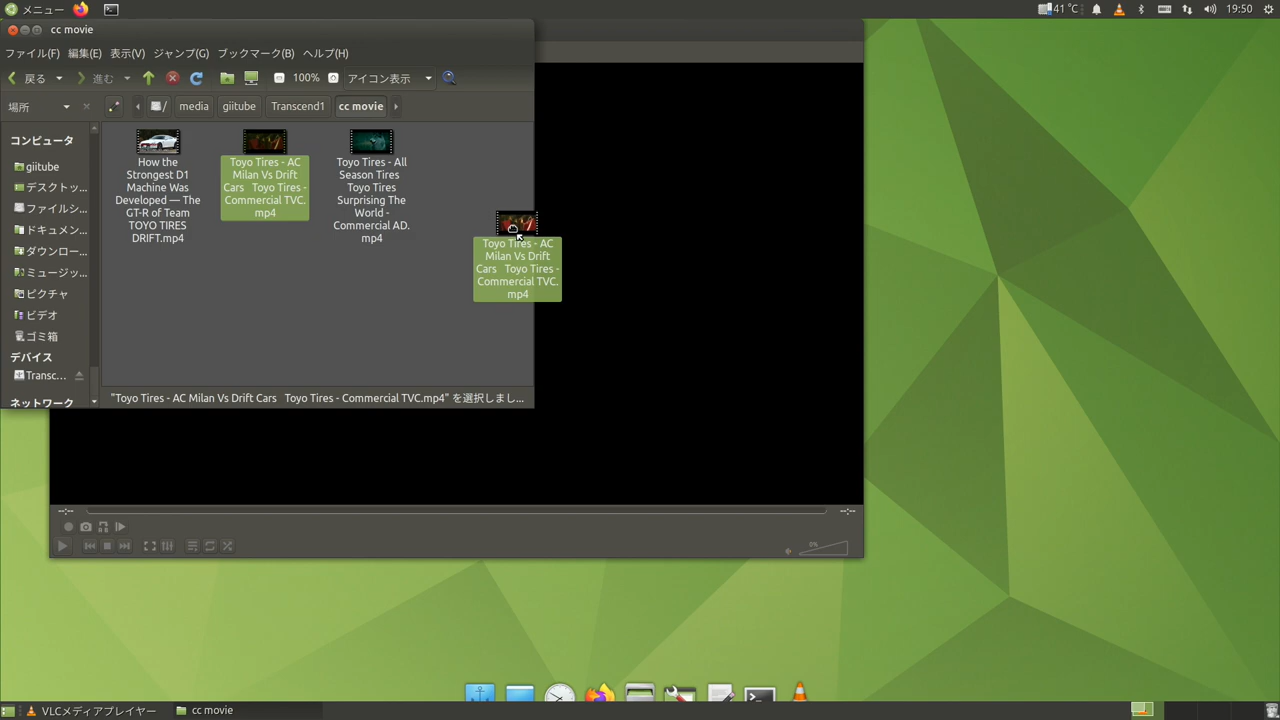 メニュー
41 °C
19:50
cc movie
ファイル(F) 編集(E) 表示(V) ジャンプ(G) ブックマーク(B) ヘルプ(H)
戻る 進む 100% アイコン表示
場所
/ media giitube Transcend1 cc movie
コンピュータ
giitube
デスクトッ...
ファイルシ...
ドキュメン...
ダウンロー...
ミュージッ...
ピクチャ
ビデオ
ゴミ箱
デバイス
Transc...
ネットワーク
How the
Strongest D1
Machine Was
Developed — The
GT-R of Team
TOYO TIRES
DRIFT.mp4
Toyo Tires - AC
Milan Vs Drift
Cars Toyo Tires -
Commercial TVC.
mp4
Toyo Tires - All
Season Tires
Toyo Tires
Surprising The
World -
Commercial AD.
mp4
Toyo Tires - AC
Milan Vs Drift
Cars Toyo Tires -
Commercial TVC.
mp4
"Toyo Tires - AC Milan Vs Drift Cars Toyo Tires - Commercial TVC.mp4" を選択しまし...
--:-- --:--
0%
VLCメディアプレイヤー
cc movie